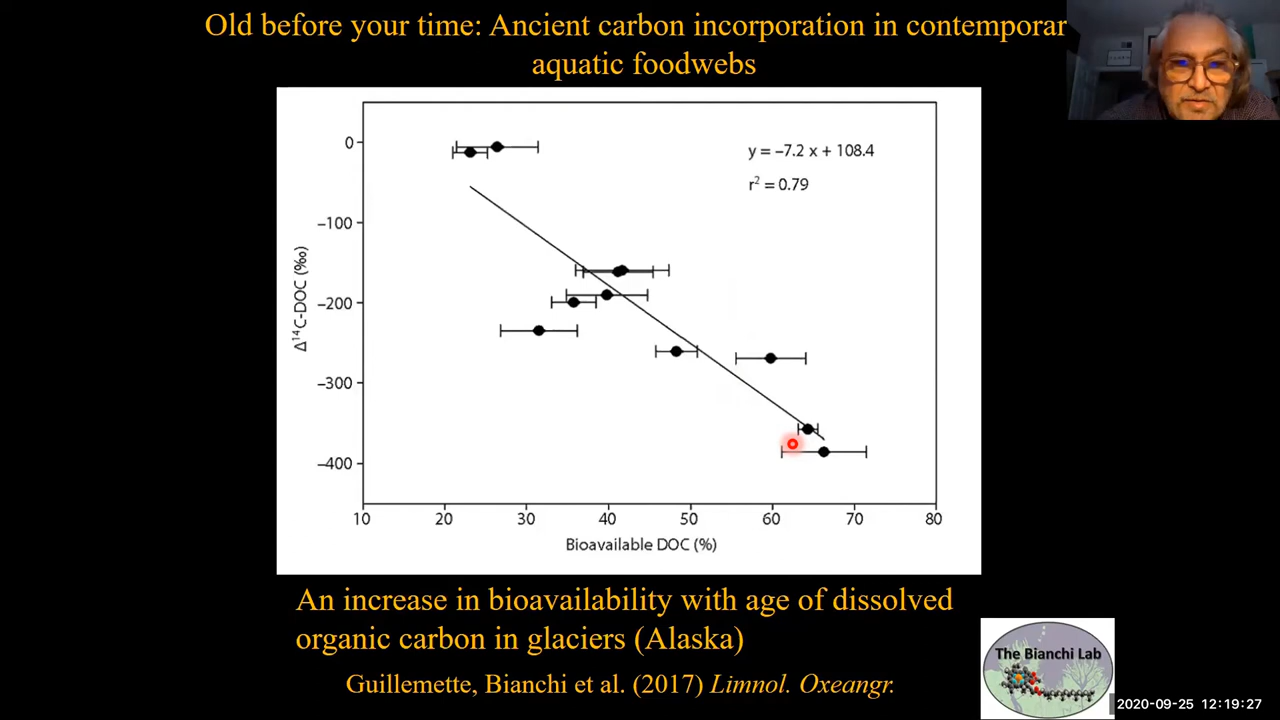 Old before your time: Ancient carbon incorporation in contemporar
aquatic foodwebs
y = –7.2 x + 108.4
r² = 0.79
0
–100
–200
–300
–400
Δ¹⁴C-DOC (‰)
10 20 30 40 50 60 70 80
Bioavailable DOC (%)
An increase in bioavailability with age of dissolved
organic carbon in glaciers (Alaska)
Guillemette, Bianchi et al. (2017) Limnol. Oxeangr.
The Bianchi Lab
2020-09-25 12:19:27